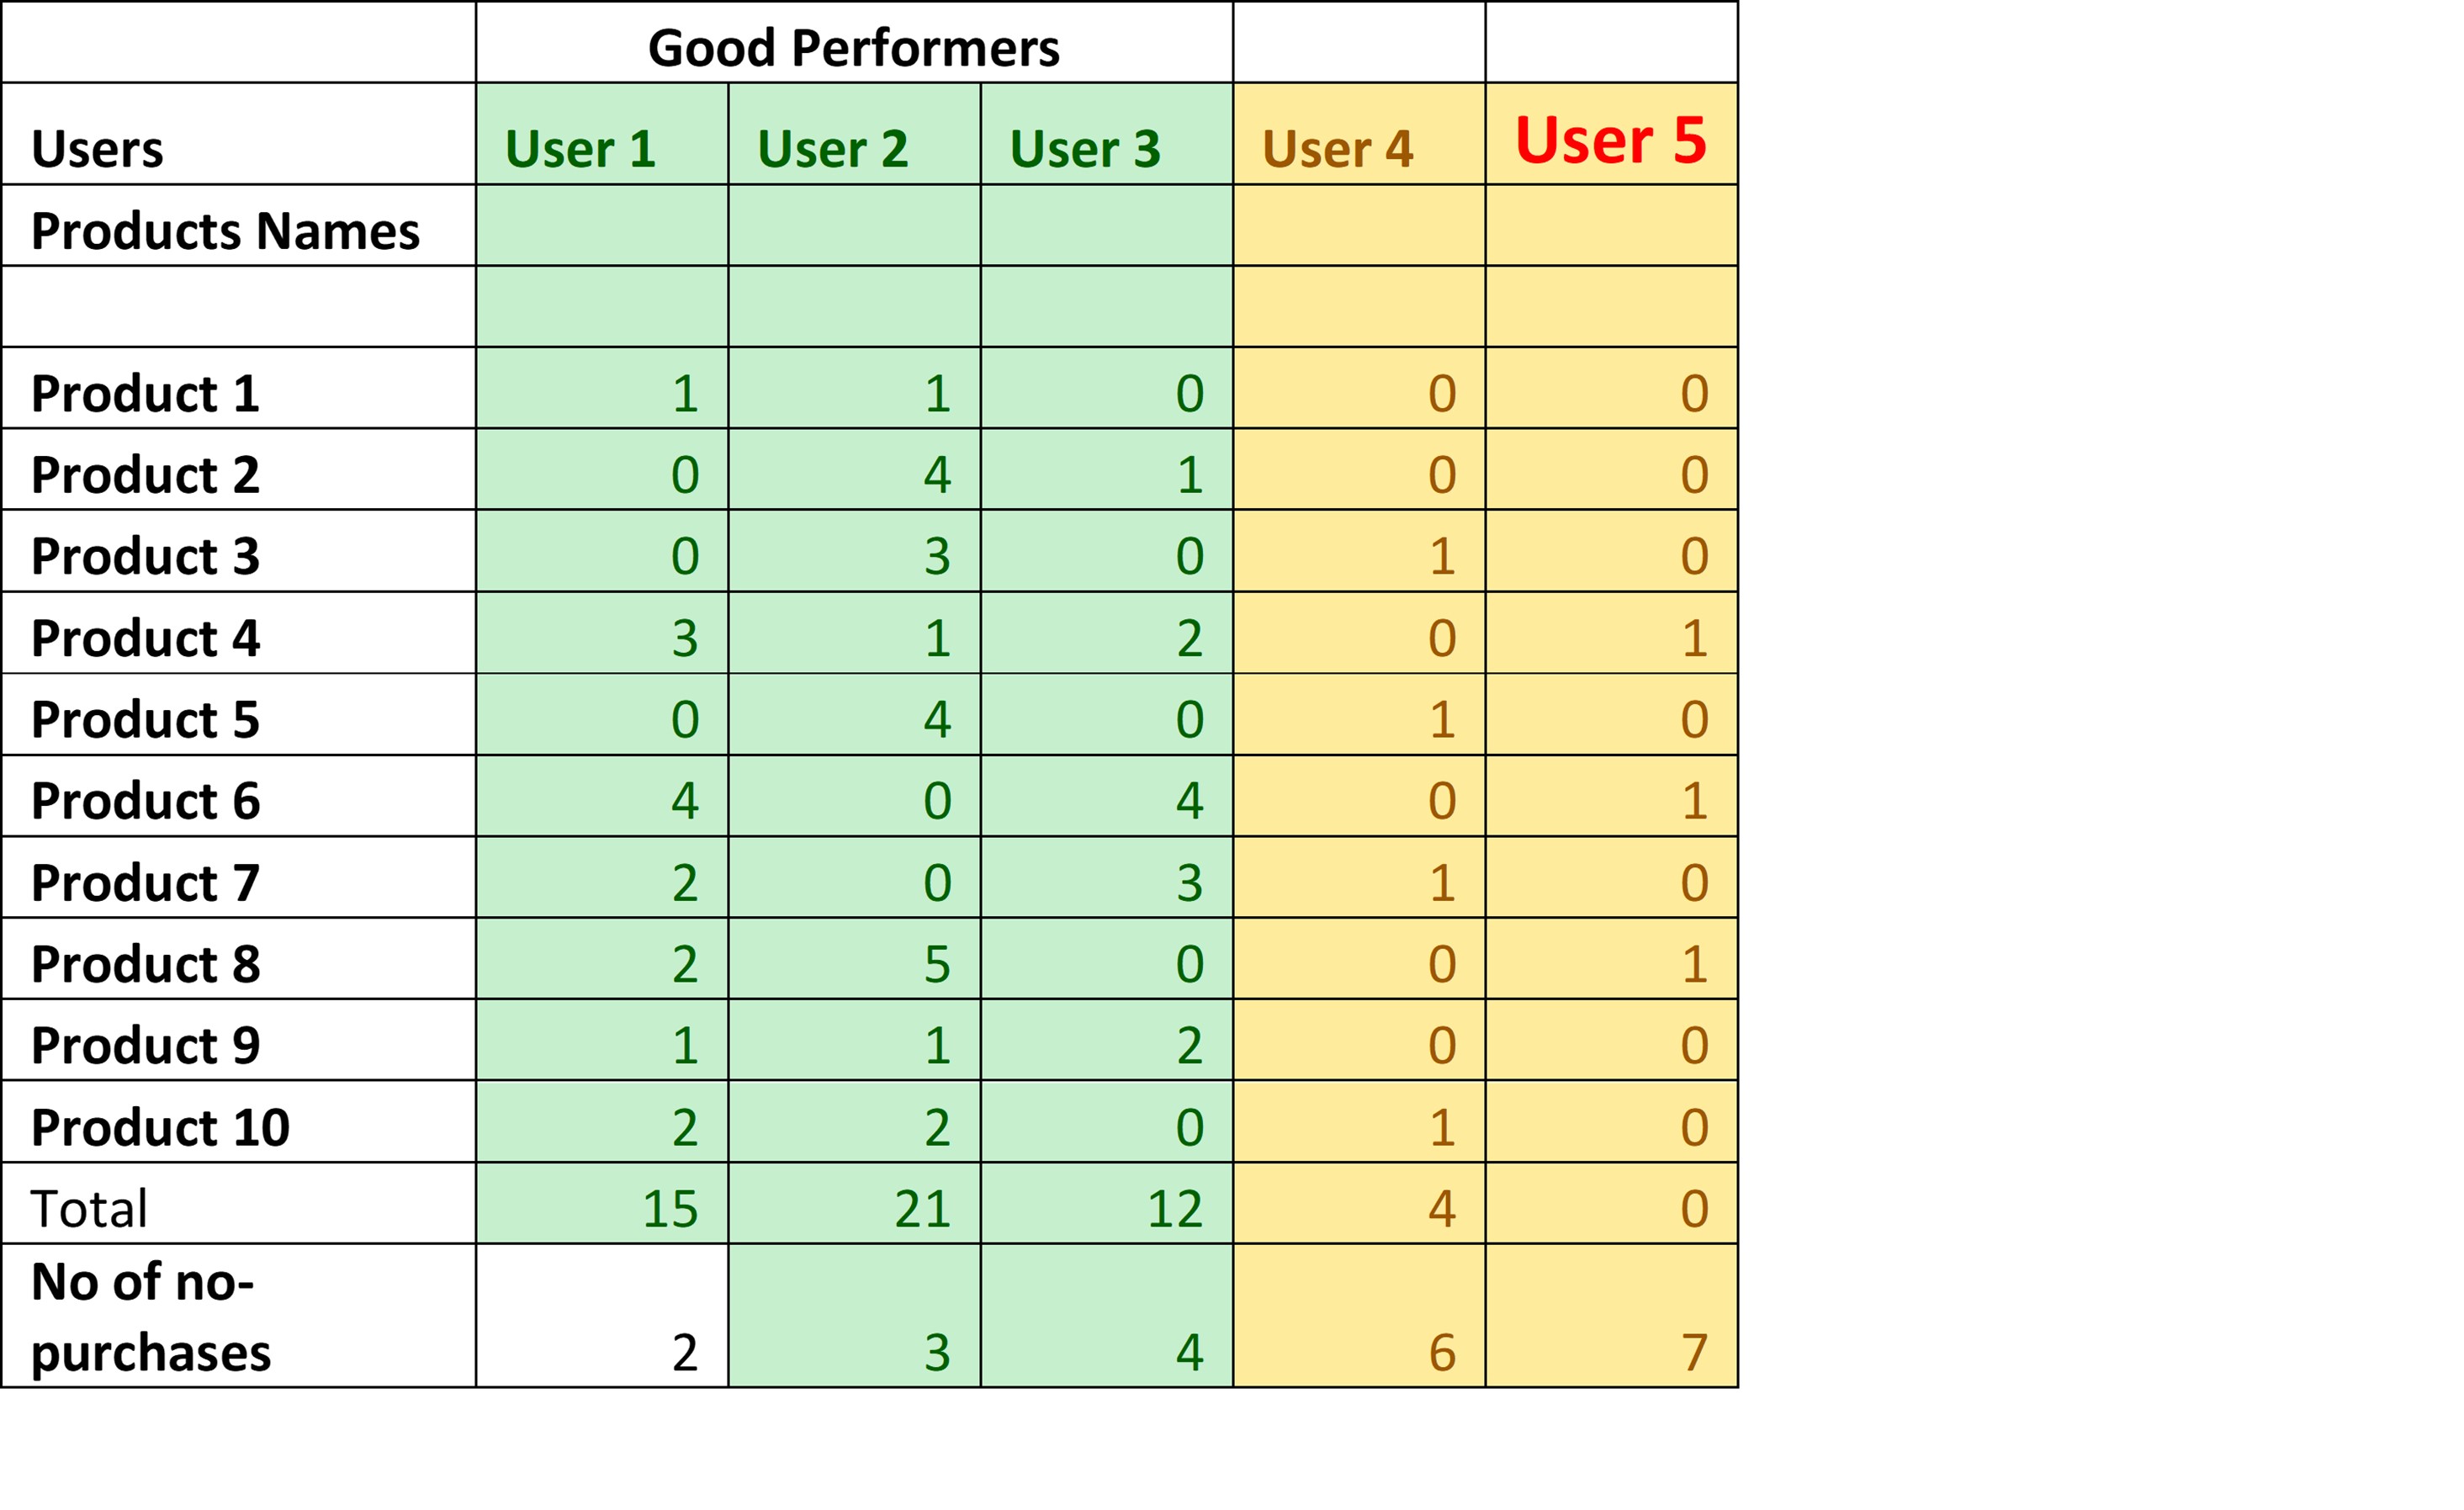 Good Performers
Users User 1 User 2 User 3 User 4 User 5
Products Names
Product 1 1 1 0 0 0
Product 2 0 4 1 0 0
Product 3 0 3 0 1 0
Product 4 3 1 2 0 1
Product 5 0 4 0 1 0
Product 6 4 0 4 0 1
Product 7 2 0 3 1 0
Product 8 2 5 0 0 1
Product 9 1 1 2 0 0
Product 10 2 2 0 1 0
Total 15 21 12 4 0
No of no-
purchases 2 3 4 6 7